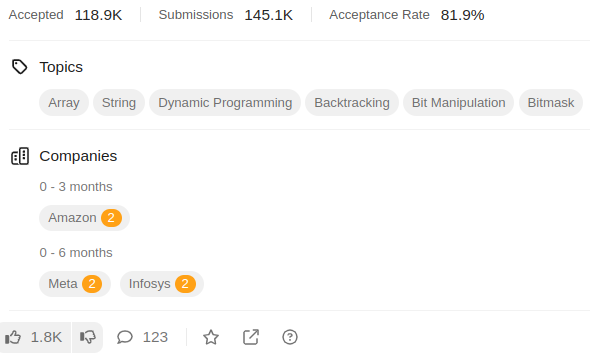 Accepted 118.9K Submissions 145.1K Acceptance Rate 81.9%
Topics
Array String Dynamic Programming Backtracking Bit Manipulation Bitmask
Companies
0 - 3 months
Amazon 2
0 - 6 months
Meta 2 Infosys 2
1.8K 123